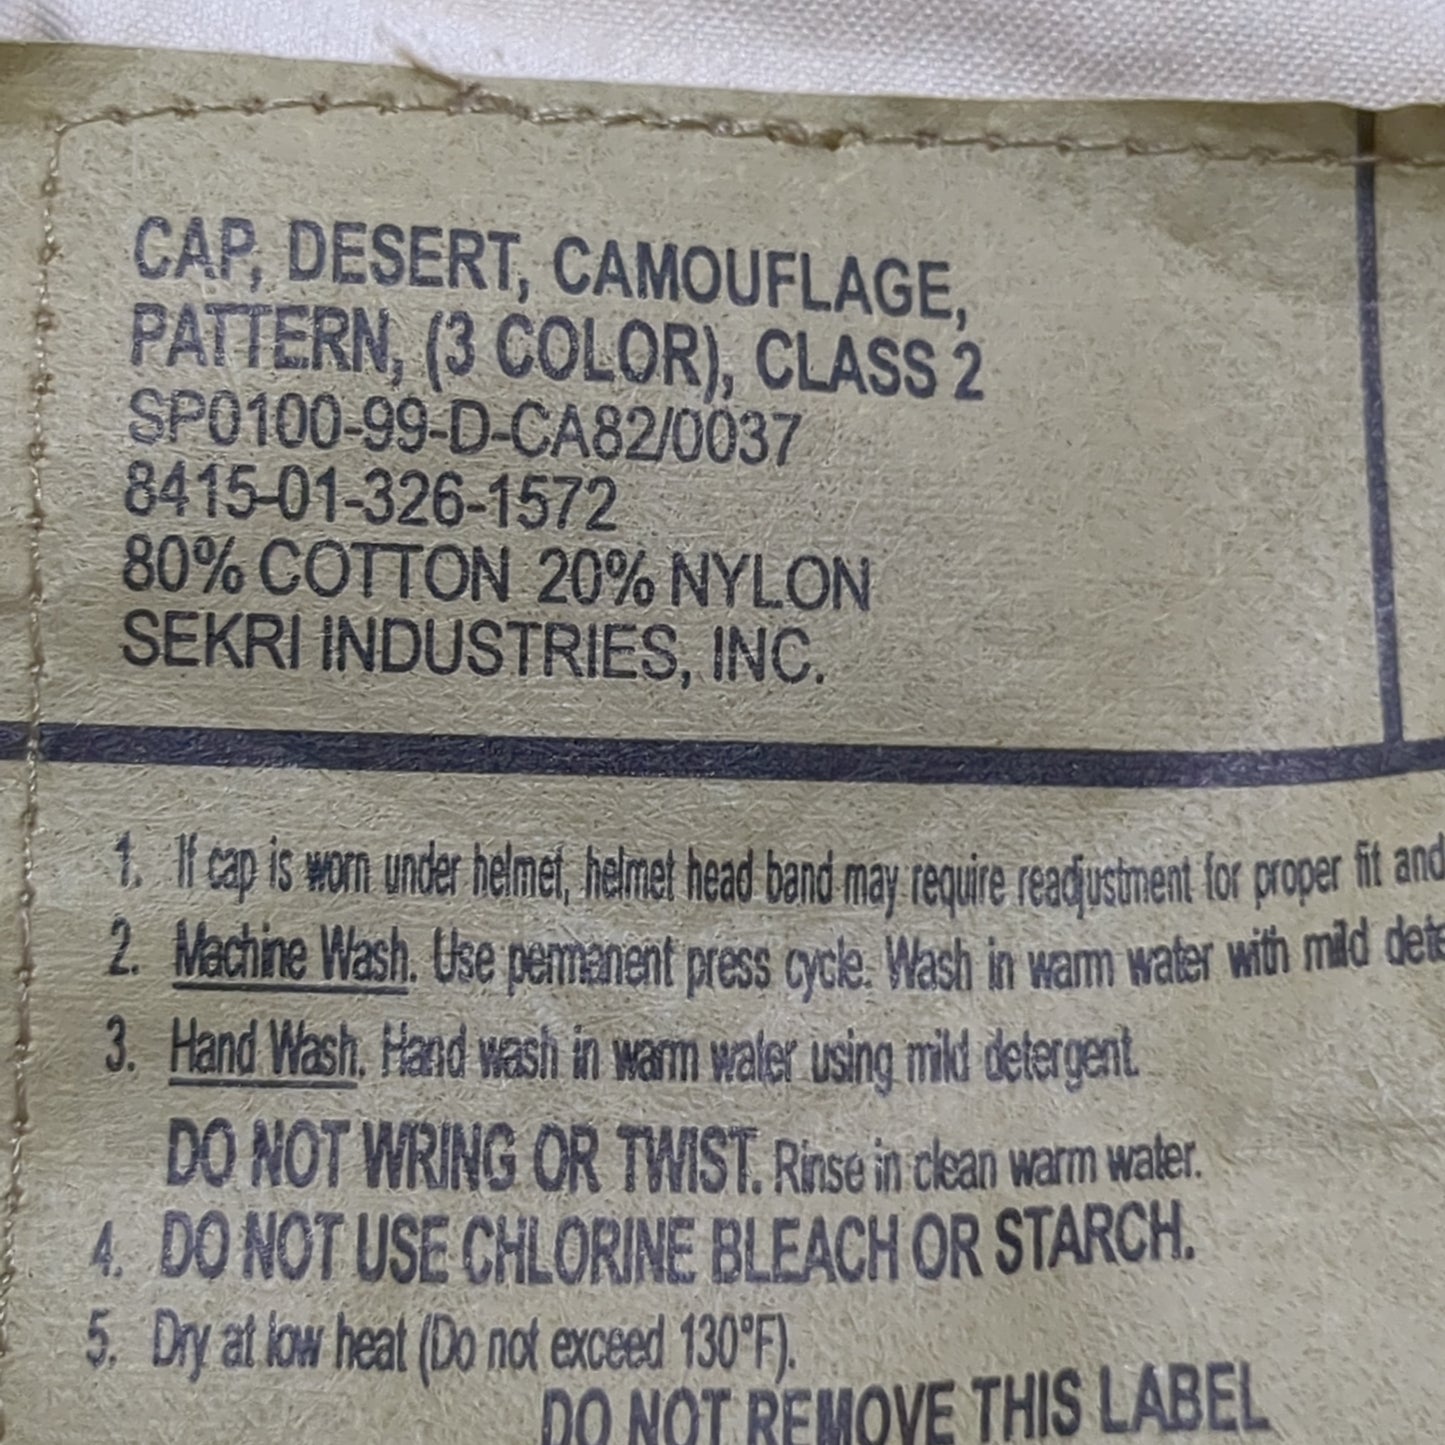 CAP, DESERT, CAMOUFLAGE,
PATTERN, (3 COLOR), CLASS 2
SP0100-99-D-CA82/0037
8415-01-326-1572
80% COTTON 20% NYLON
SEKRI INDUSTRIES, INC.
1. If cap is worn under helmet, helmet head band may require readjustment for proper fit and
2. Machine Wash. Use permanent press cycle. Wash in warm water with mild dete
3. Hand Wash. Hand wash in warm water using mild detergent.
DO NOT WRING OR TWIST. Rinse in clean warm water.
4. DO NOT USE CHLORINE BLEACH OR STARCH.
5. Dry at low heat (Do not exceed 130°F).
DO NOT REMOVE THIS LABEL